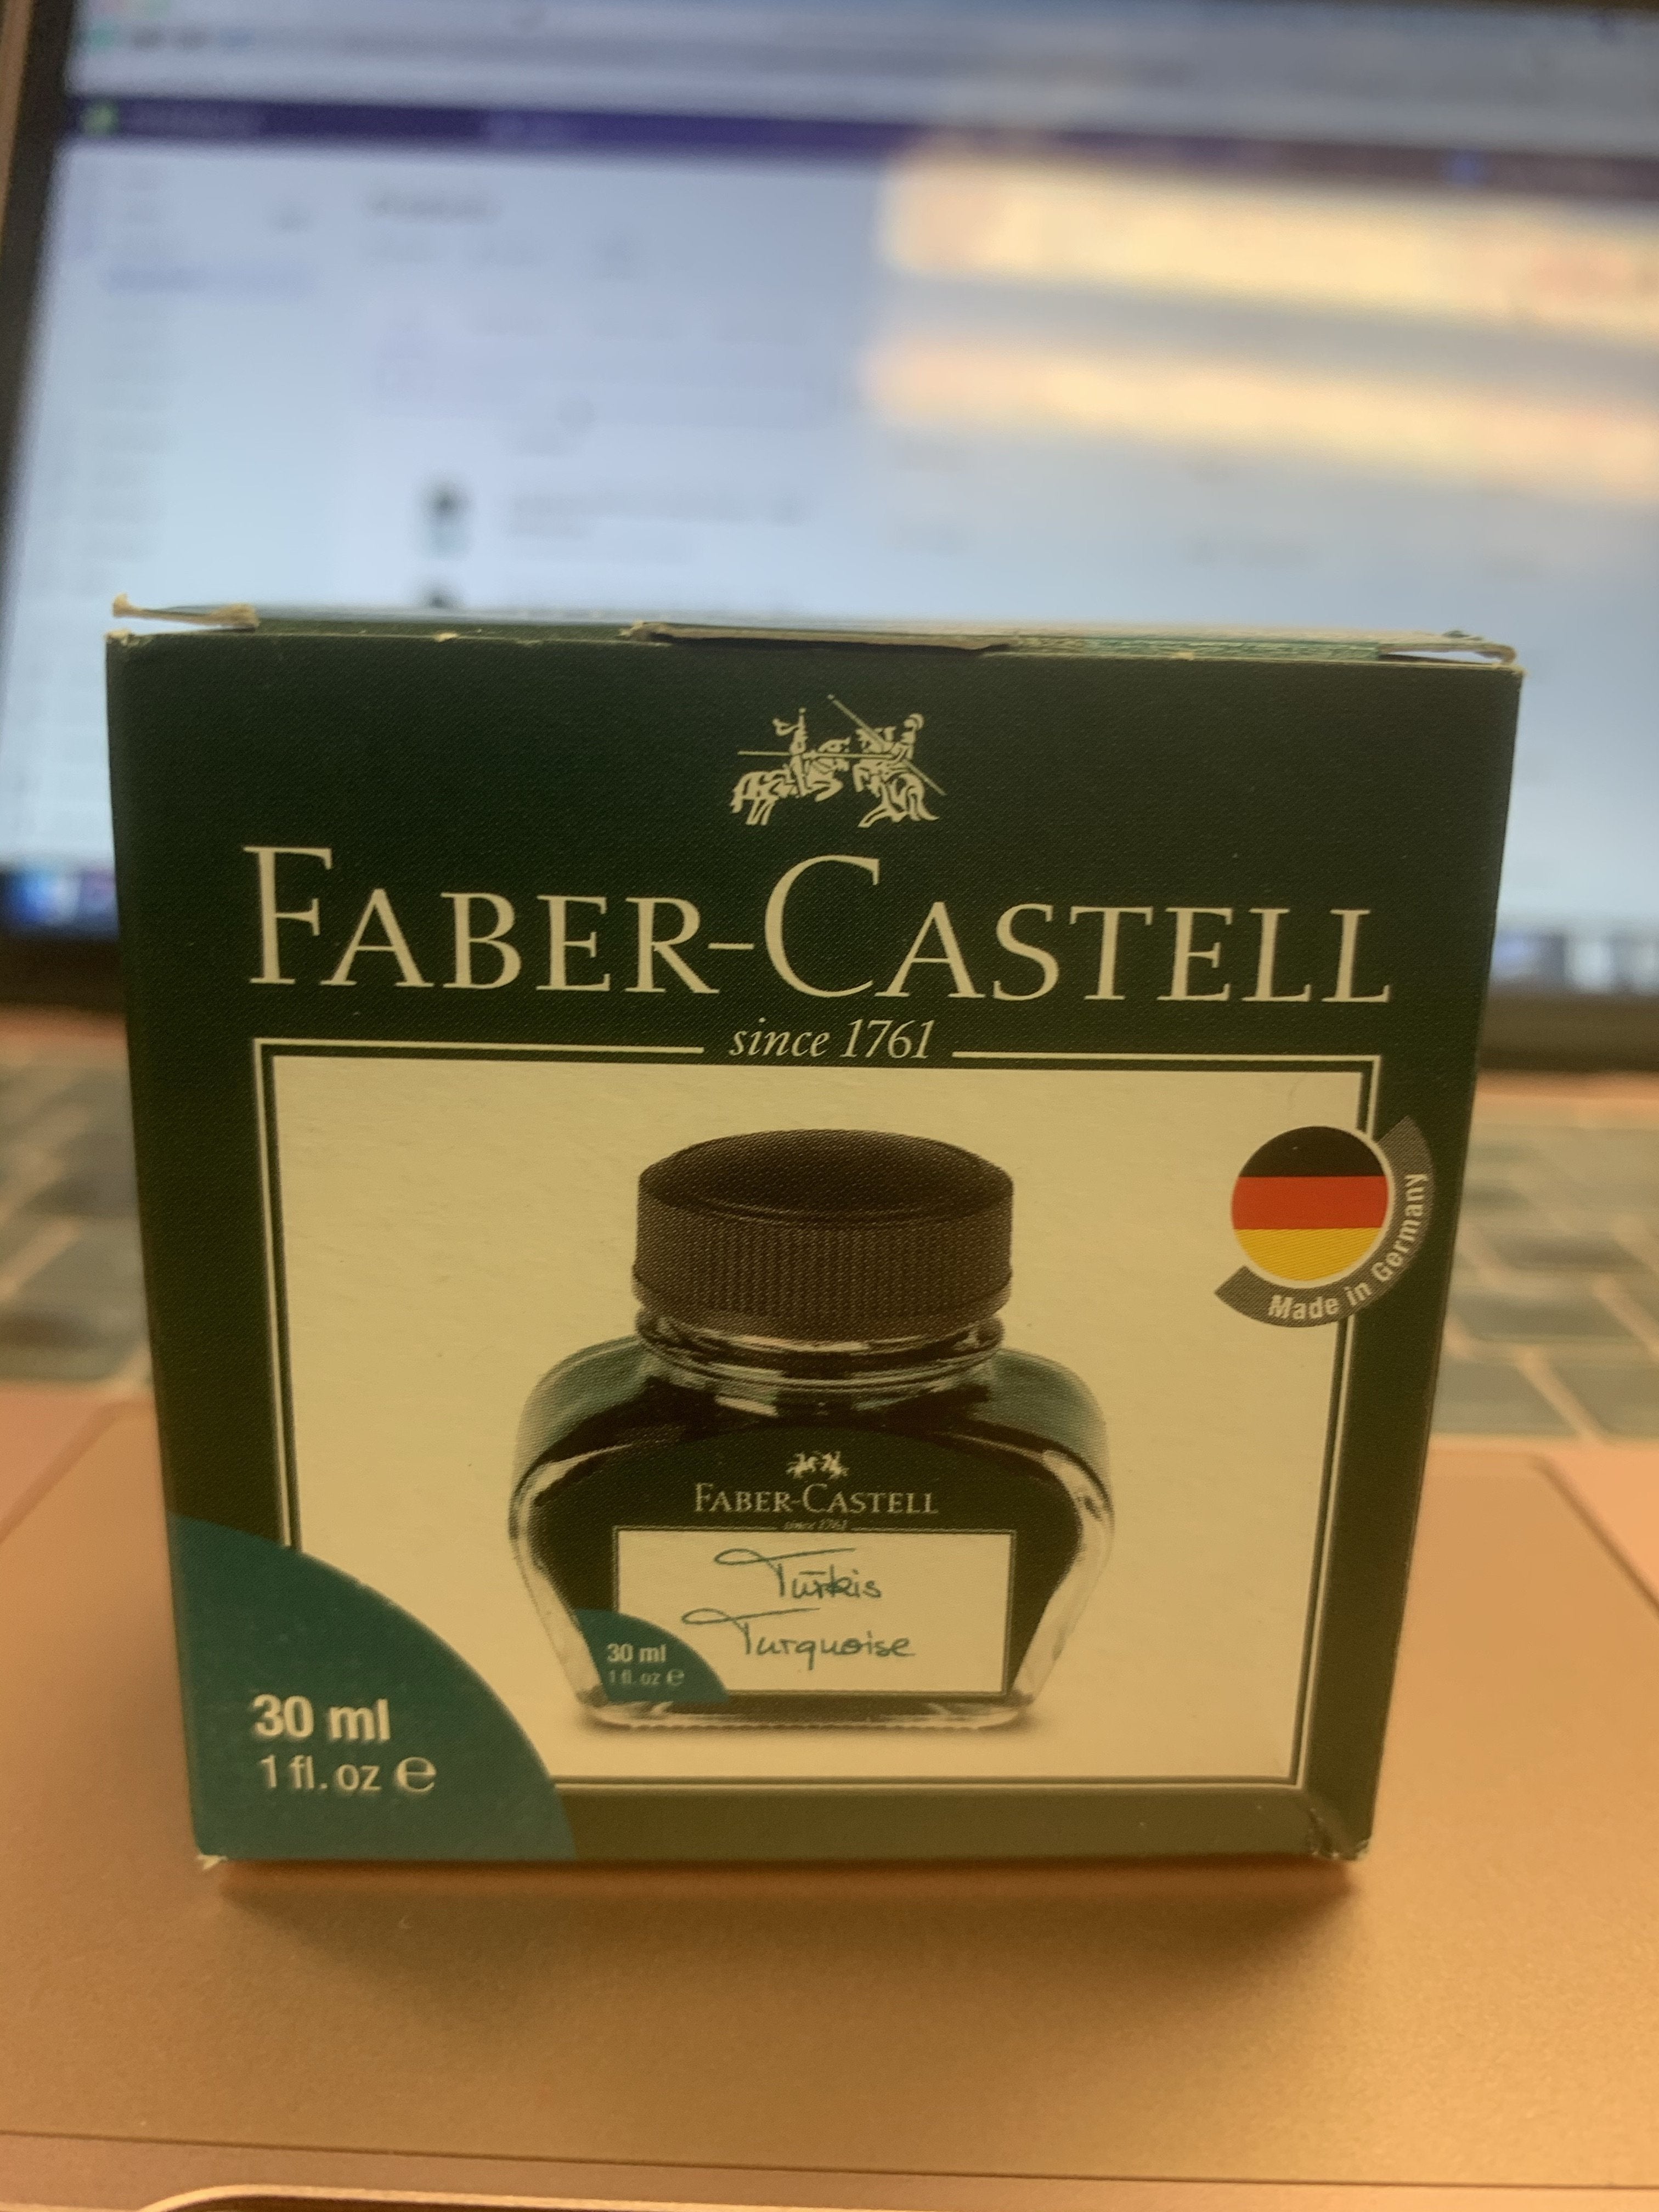 FABER-CASTELL
since 1761
Made in Germany
FABER-CASTELL
since 1761
Türkis
Turquoise
30 ml
1 fl. oz ℮
30 ml
1 fl. oz ℮